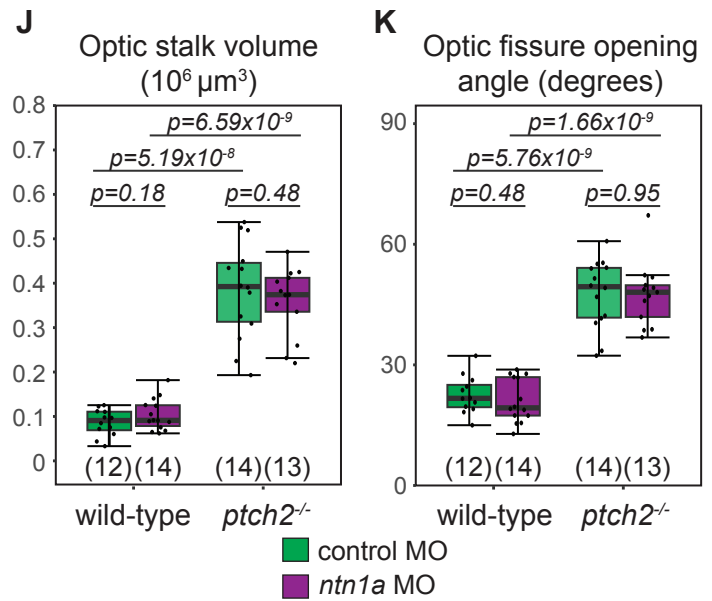 J
Optic stalk volume
(10⁶ µm³)
0.8
0.7
0.6
0.5
0.4
0.3
0.2
0.1
0
p=6.59x10⁻⁹
p=5.19x10⁻⁸
p=0.18
p=0.48
(12)(14)
(14)(13)
wild-type
ptch2⁻/⁻
K
Optic fissure opening
angle (degrees)
90
60
30
0
p=1.66x10⁻⁹
p=5.76x10⁻⁹
p=0.48
p=0.95
(12)(14)
(14)(13)
wild-type
ptch2⁻/⁻
control MO
ntn1a MO